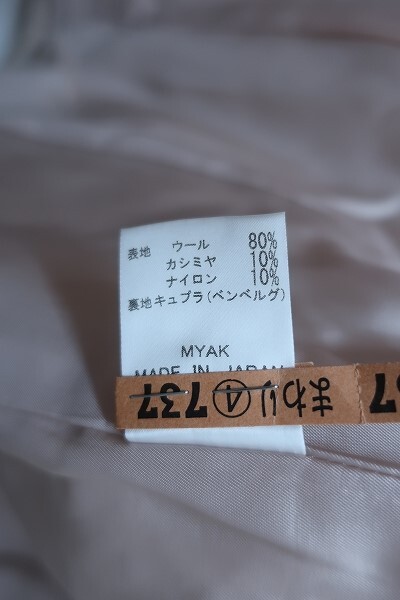 表地 ウール 80%
カシミヤ 10%
ナイロン 10%
裏地キュプラ(ベンベルグ)
MYAK
MADE IN JAPAN
まわり④737